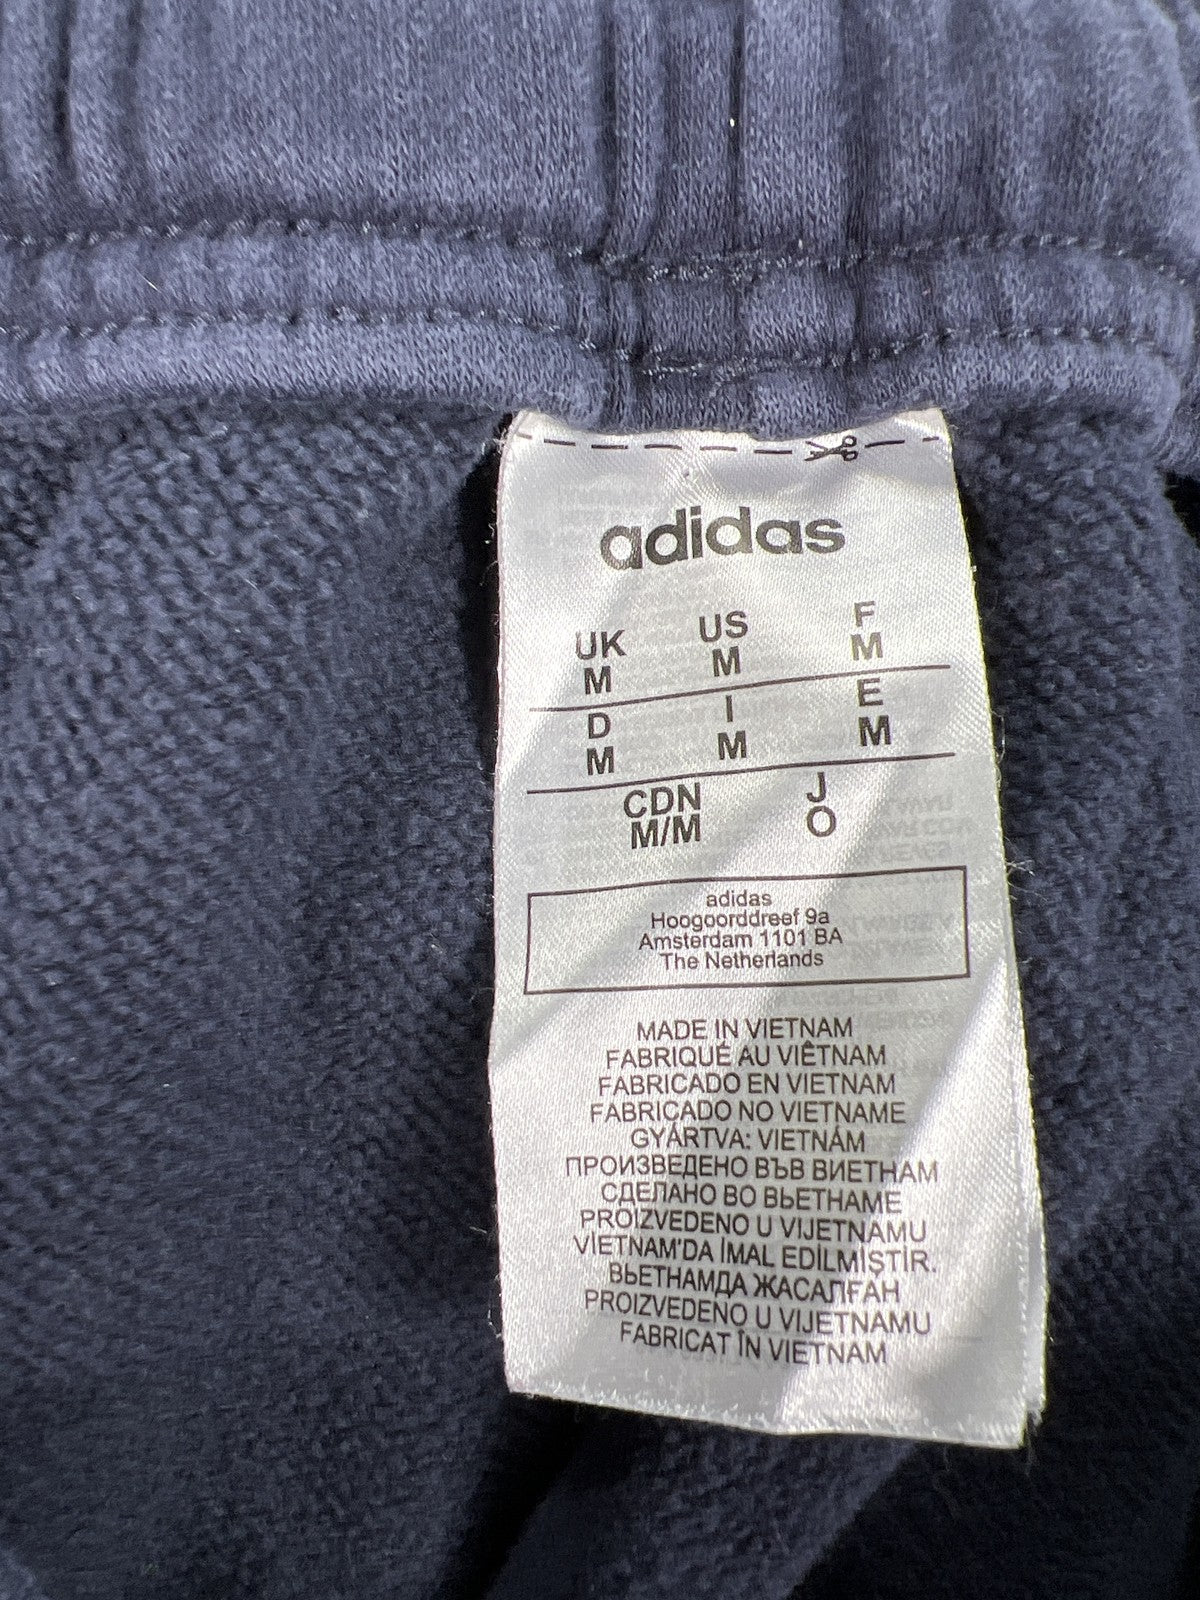 adidas
UK US F
M M M
D I E
M M M
CDN J
M/M O
adidas
Hoogoorddreef 9a
Amsterdam 1101 BA
The Netherlands
MADE IN VIETNAM
FABRIQUÉ AU VIÊTNAM
FABRICADO EN VIETNAM
FABRICADO NO VIETNAME
GYÁRTVA: VIETNÁM
ПРОИЗВЕДЕНО ВЪВ ВИЕТНАМ
СДЕЛАНО ВО ВЬЕТНАМЕ
PROIZVEDENO U VIJETNAMU
VİETNAM'DA İMAL EDİLMİŞTİR.
ВЬЕТНАМДА ЖАСАЛҒАН
PROIZVEDENO U VIJETNAMU
FABRICAT ÎN VIETNAM